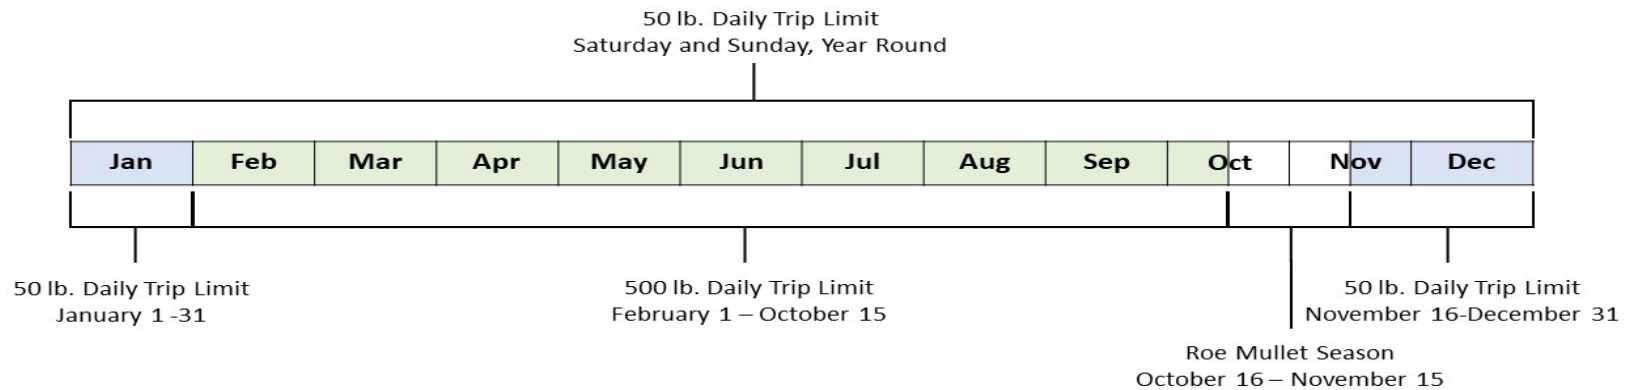 50 lb. Daily Trip Limit
Saturday and Sunday, Year Round
Jan Feb Mar Apr May Jun Jul Aug Sep Oct Nov Dec
50 lb. Daily Trip Limit
January 1 -31
500 lb. Daily Trip Limit
February 1 – October 15
50 lb. Daily Trip Limit
November 16-December 31
Roe Mullet Season
October 16 – November 15